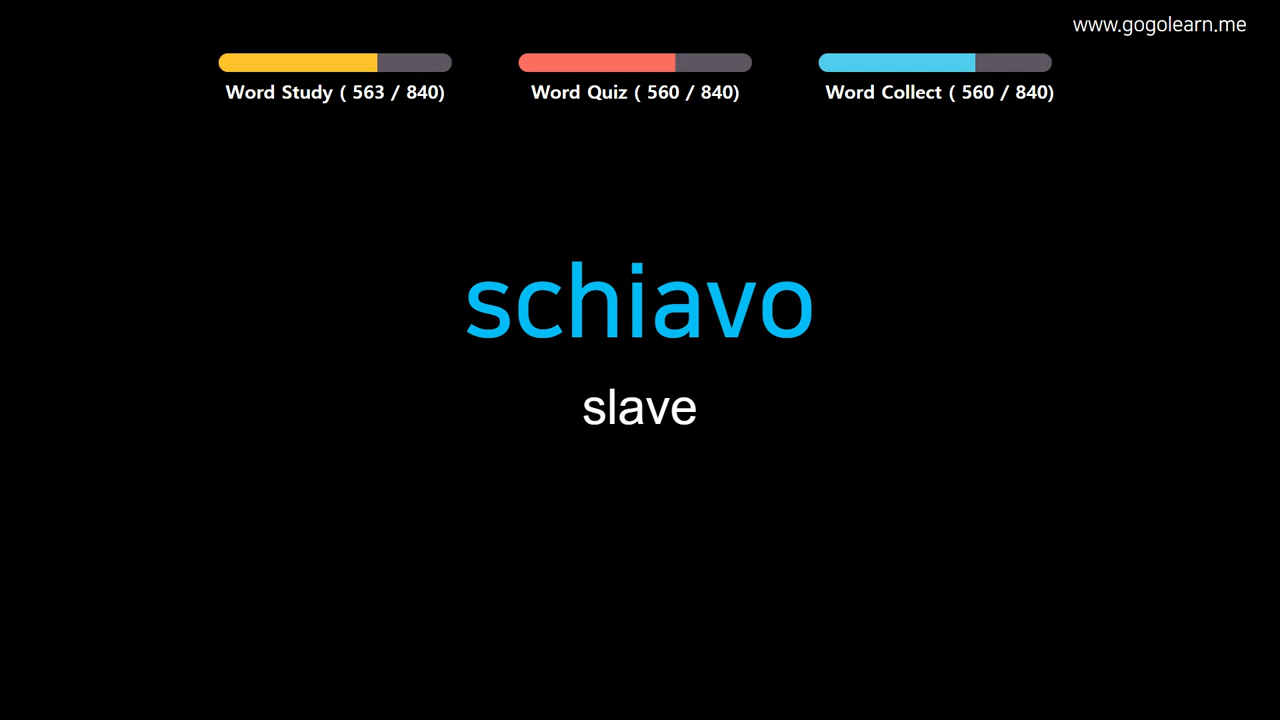 www.gogolearn.me
Word Study ( 563 / 840)
Word Quiz ( 560 / 840)
Word Collect ( 560 / 840)
schiavo
slave